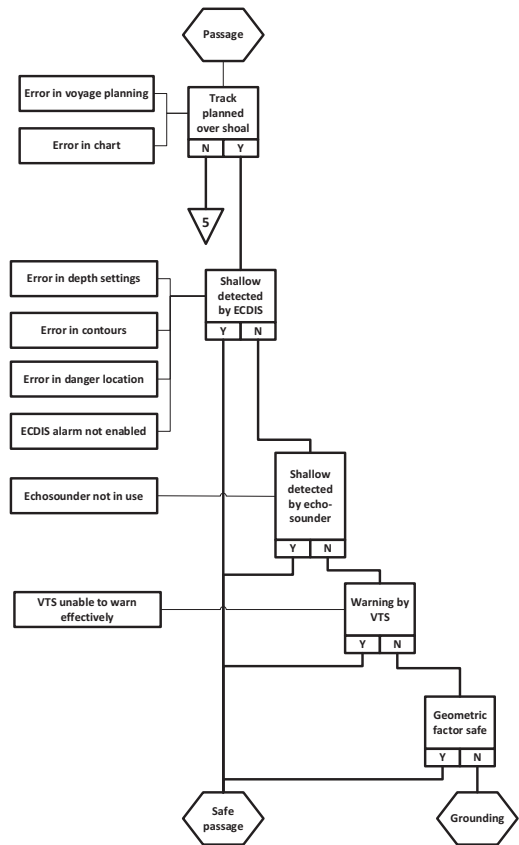 Passage
Error in voyage planning
Error in chart
Track
planned
over shoal
N Y
5
Error in depth settings
Error in contours
Error in danger location
ECDIS alarm not enabled
Shallow
detected
by ECDIS
Y N
Echosounder not in use
Shallow
detected
by echo-
sounder
Y N
VTS unable to warn
effectively
Warning by
VTS
Y N
Geometric
factor safe
Y N
Safe
passage
Grounding